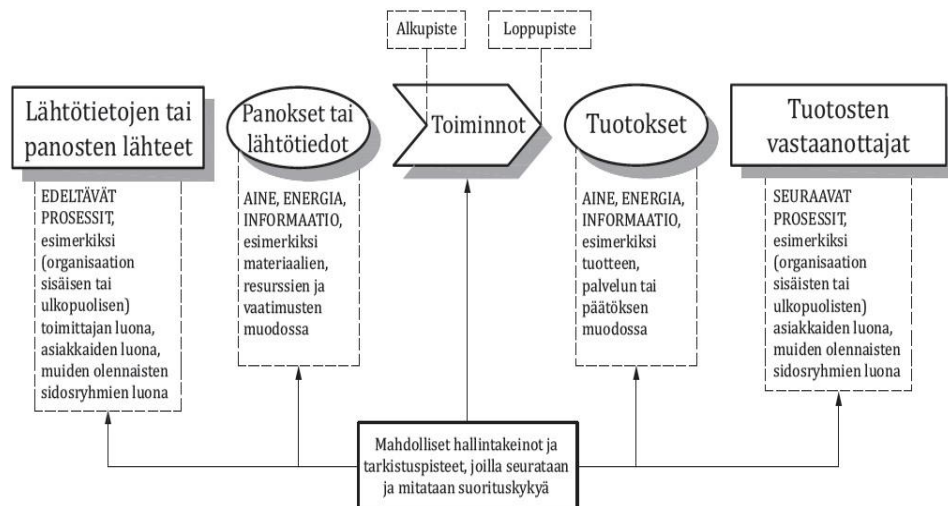 Alkupiste
Loppupiste
Lähtötietojen tai
panosten lähteet
Panokset tai
lähtötiedot
Toiminnot
Tuotokset
Tuotosten
vastaanottajat
EDELTÄVÄT
PROSESSIT,
esimerkiksi
(organisaation
sisäisen tai
ulkopuolisen)
toimittajan luona,
asiakkaiden luona,
muiden olennaisten
sidosryhmien luona
AINE, ENERGIA,
INFORMAATIO,
esimerkiksi
materiaalien,
resurssien ja
vaatimusten
muodossa
AINE, ENERGIA,
INFORMAATIO,
esimerkiksi
tuotteen,
palvelun tai
päätöksen
muodossa
SEURAAVAT
PROSESSIT,
esimerkiksi
(organisaation
sisäisten tai
ulkopuolisten)
asiakkaiden luona,
muiden olennaisten
sidosryhmien luona
Mahdolliset hallintakeinot ja
tarkistuspisteet, joilla seurataan
ja mitataan suorituskykyä